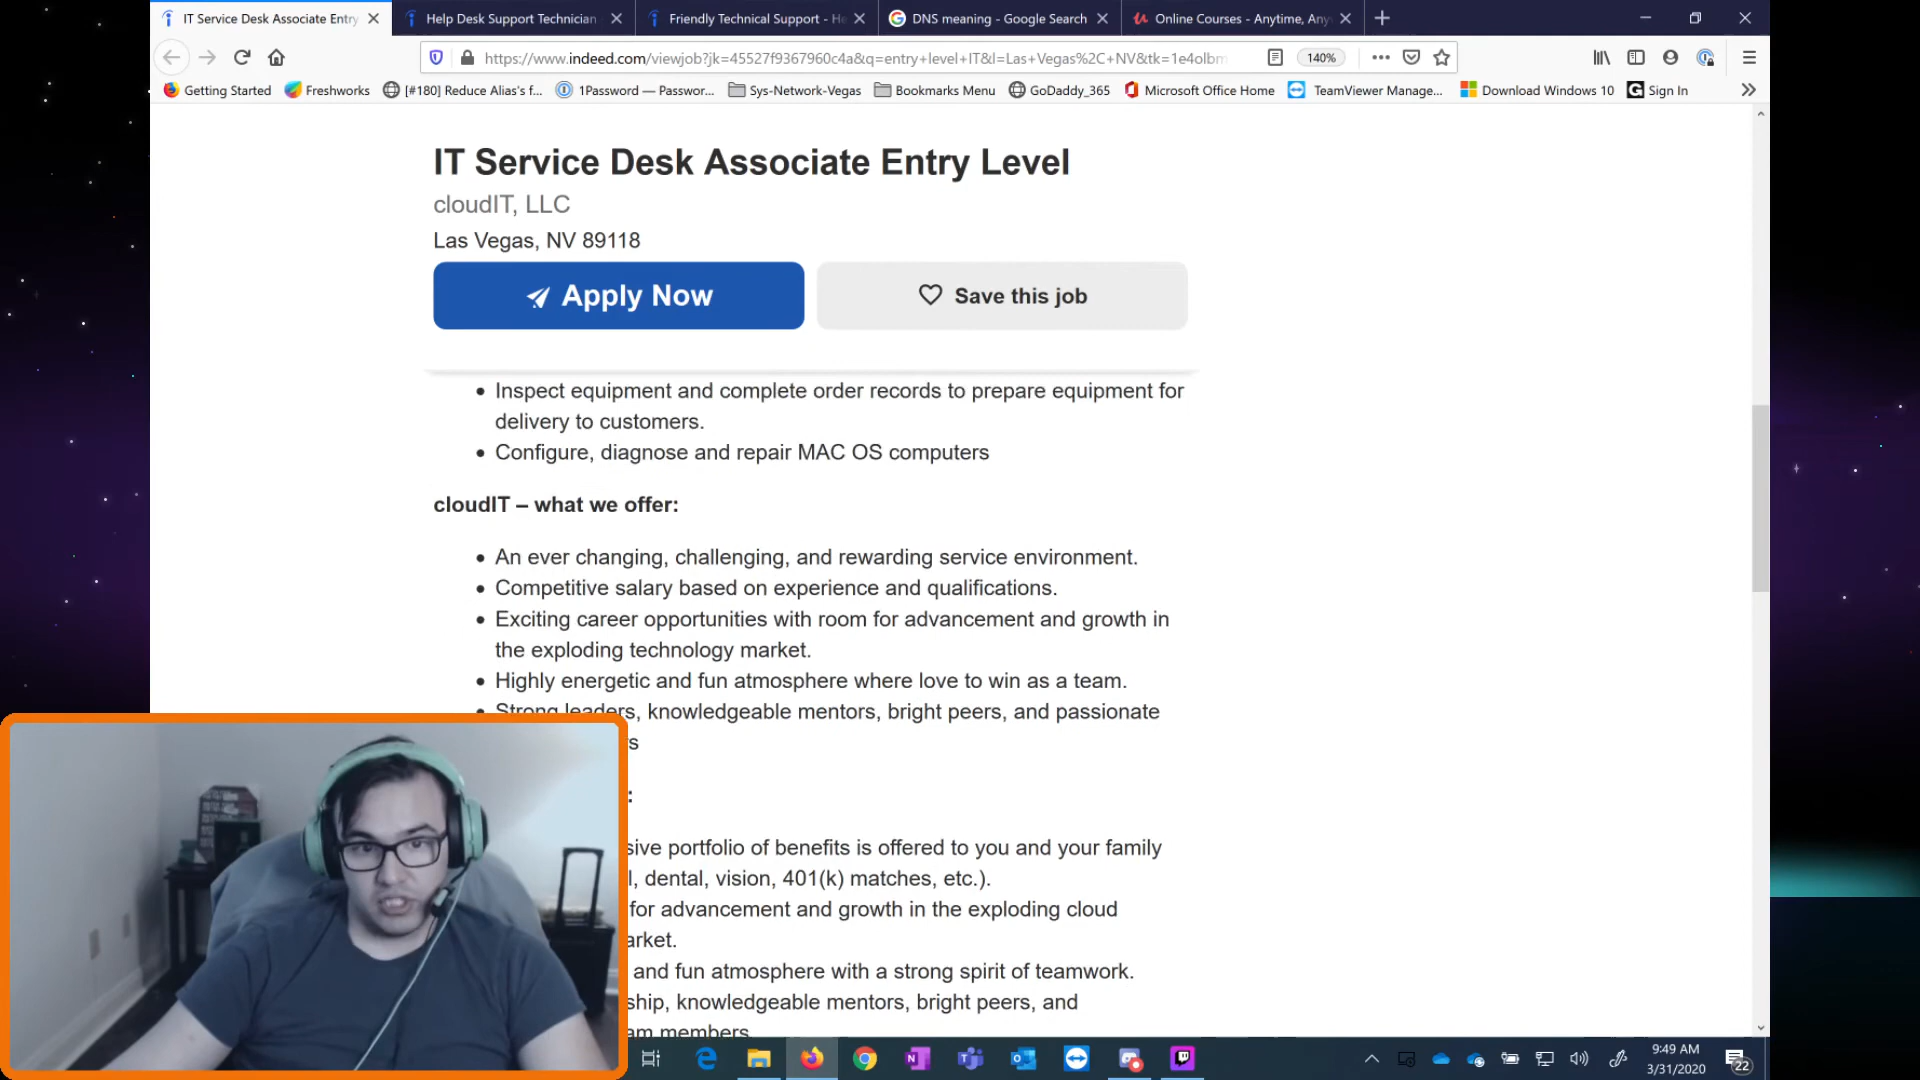 IT Service Desk Associate Entry
Help Desk Support Technician
Friendly Technical Support - He
DNS meaning - Google Search
Online Courses - Anytime, Any
https://www.indeed.com/viewjob?jk=45527f9367960c4a&q=entry+level+IT&l=Las+Vegas%2C+NV&tk=1e4olbm
140%
Getting Started
Freshworks
[#180] Reduce Alias's f...
1Password — Passwor...
Sys-Network-Vegas
Bookmarks Menu
GoDaddy_365
Microsoft Office Home
TeamViewer Manage...
Download Windows 10
Sign In
IT Service Desk Associate Entry Level
cloudIT, LLC
Las Vegas, NV 89118
Apply Now
Save this job
Inspect equipment and complete order records to prepare equipment for
delivery to customers.
Configure, diagnose and repair MAC OS computers
cloudIT – what we offer:
An ever changing, challenging, and rewarding service environment.
Competitive salary based on experience and qualifications.
Exciting career opportunities with room for advancement and growth in
the exploding technology market.
Highly energetic and fun atmosphere where love to win as a team.
Strong leaders, knowledgeable mentors, bright peers, and passionate
s
:
sive portfolio of benefits is offered to you and your family
l, dental, vision, 401(k) matches, etc.).
for advancement and growth in the exploding cloud
arket.
and fun atmosphere with a strong spirit of teamwork.
ship, knowledgeable mentors, bright peers, and
am members.
9:49 AM
3/31/2020
22